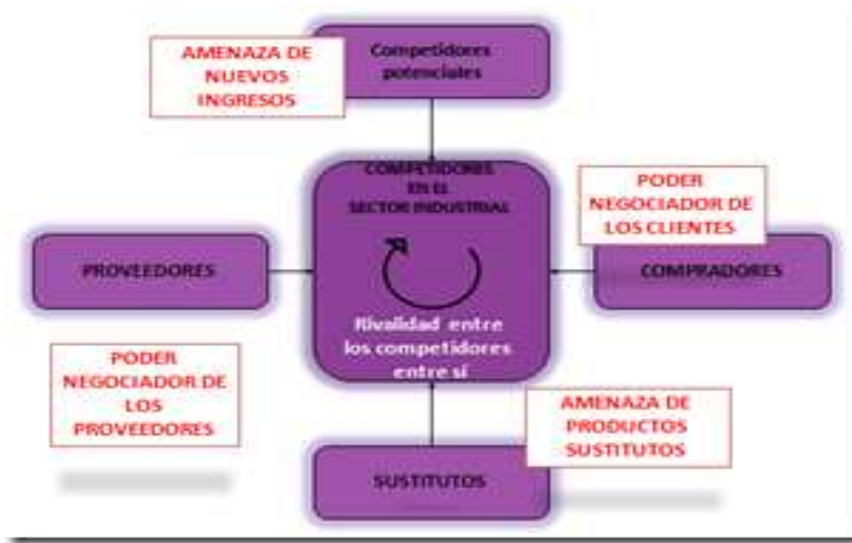 AMENAZA DE
NUEVOS
INGRESOS
Competidores
potenciales
COMPETIDORES
EN EL
SECTOR INDUSTRIAL
PODER
NEGOCIADOR DE
LOS CLIENTES
PROVEEDORES
COMPRADORES
Rivalidad entre
los competidores
entre sí
PODER
NEGOCIADOR DE
LOS
PROVEEDORES
AMENAZA DE
PRODUCTOS
SUSTITUTOS
SUSTITUTOS